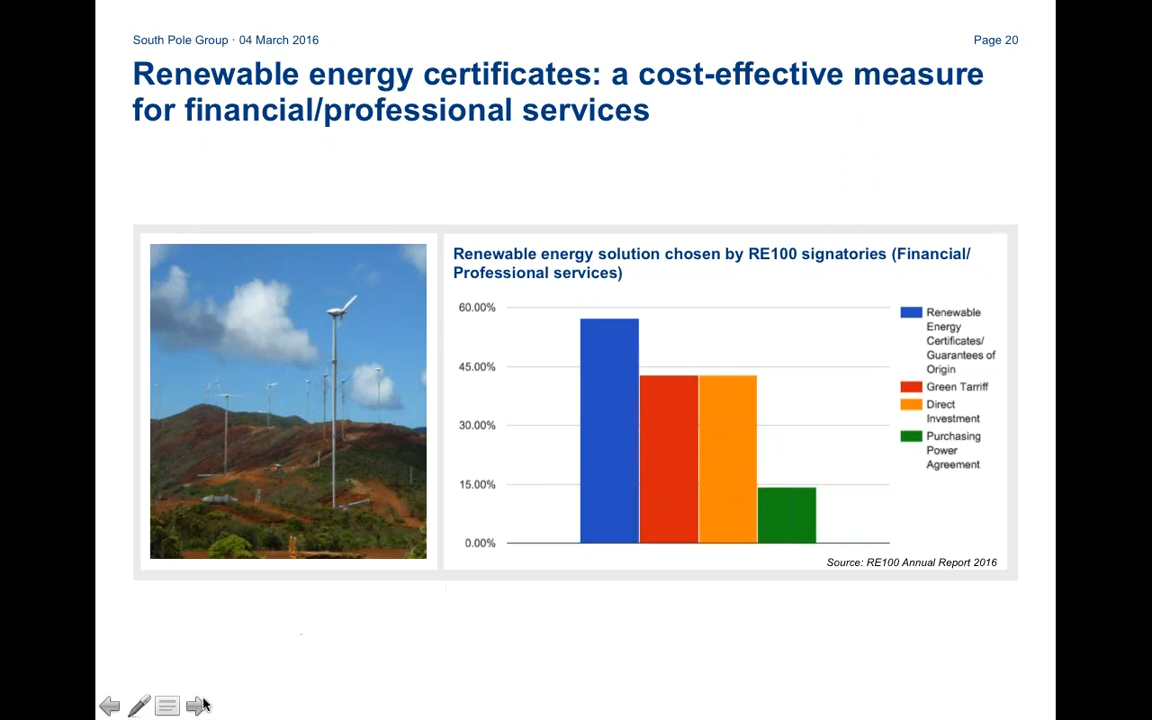 South Pole Group · 04 March 2016
Page 20
Renewable energy certificates: a cost-effective measure
for financial/professional services
Renewable energy solution chosen by RE100 signatories (Financial/
Professional services)
60.00%
45.00%
30.00%
15.00%
0.00%
Renewable
Energy
Certificates/
Guarantees of
Origin
Green Tarriff
Direct
Investment
Purchasing
Power
Agreement
Source: RE100 Annual Report 2016